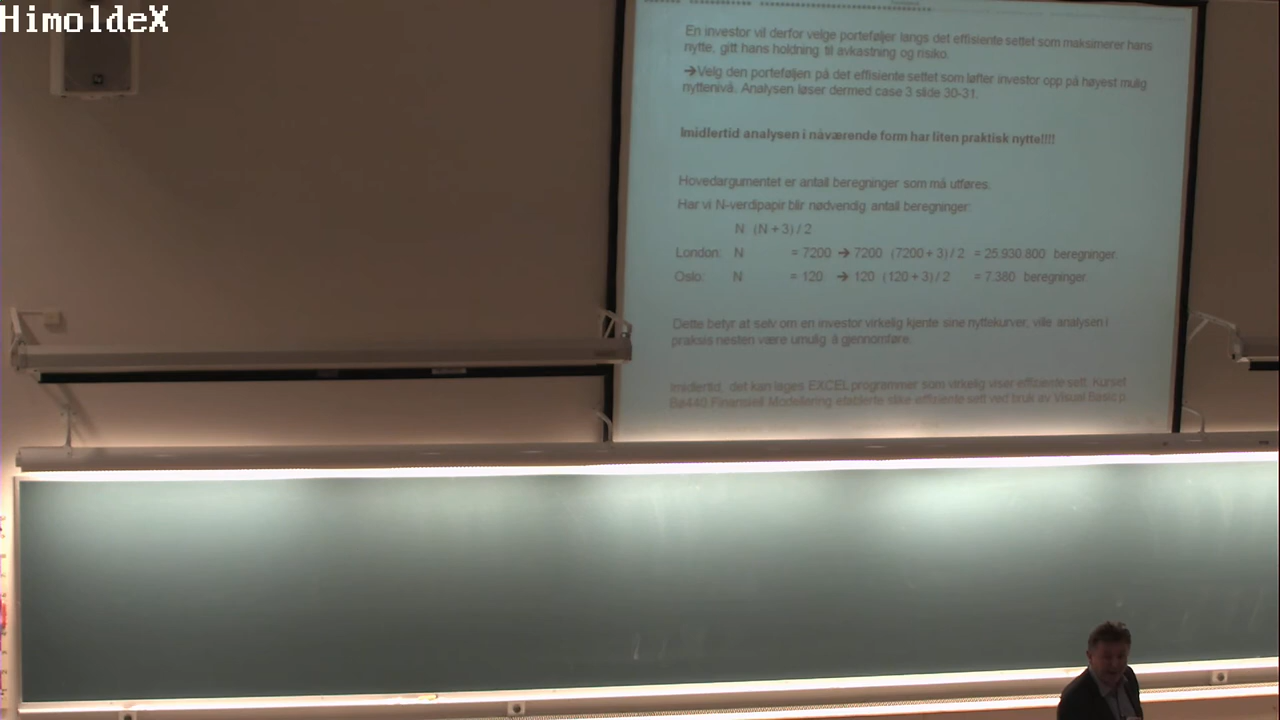 HimoldeX
En investor vil derfor velge porteføljer langs det effisiente settet som maksimerer hans
nytte, gitt hans holdning til avkastning og risiko.
➔Velg den porteføljen på det effisiente settet som løfter investor opp på høyest mulig
nyttenivå. Analysen løser dermed case 3 slide 30-31.
Imidlertid analysen i nåværende form har liten praktisk nytte!!!!
Hovedargumentet er antall beregninger som må utføres.
Har vi N-verdipapir blir nødvendig antall beregninger:
N (N + 3) / 2
London: N = 7200 ➔ 7200 (7200 + 3) / 2 = 25.930.800 beregninger.
Oslo: N = 120 ➔ 120 (120 + 3) / 2 = 7.380 beregninger.
Dette betyr at selv om en investor virkelig kjente sine nyttekurver, ville analysen i
praksis nesten være umulig å gjennomføre.
Imidlertid, det kan lages EXCEL programmer som virkelig viser effisiente sett. Kurset
Bø440 Finansiell Modellering etablerte slike effisiente sett ved bruk av Visual Basic p.